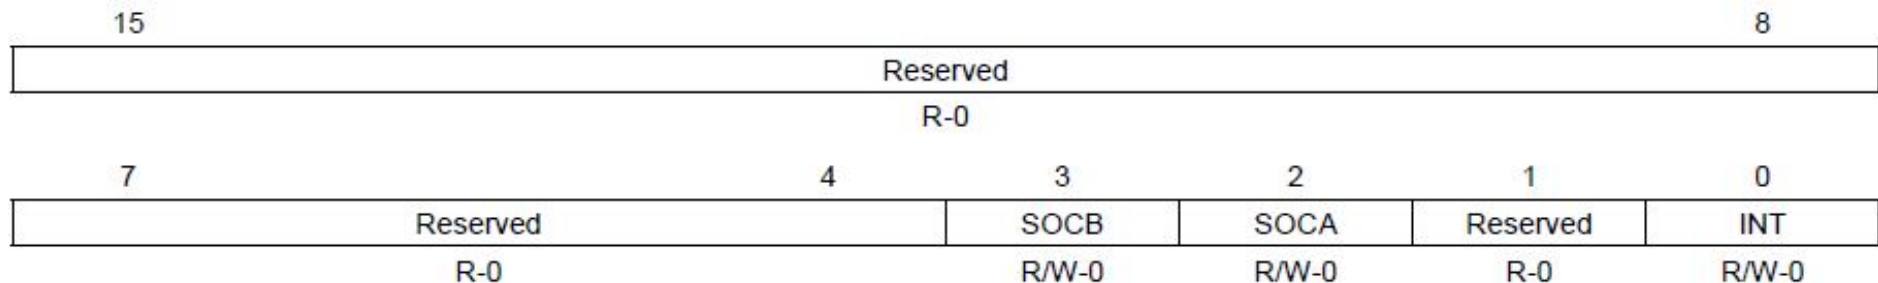 15 8
Reserved
R-0
7 4 3 2 1 0
Reserved SOCB SOCA Reserved INT
R-0 R/W-0 R/W-0 R-0 R/W-0